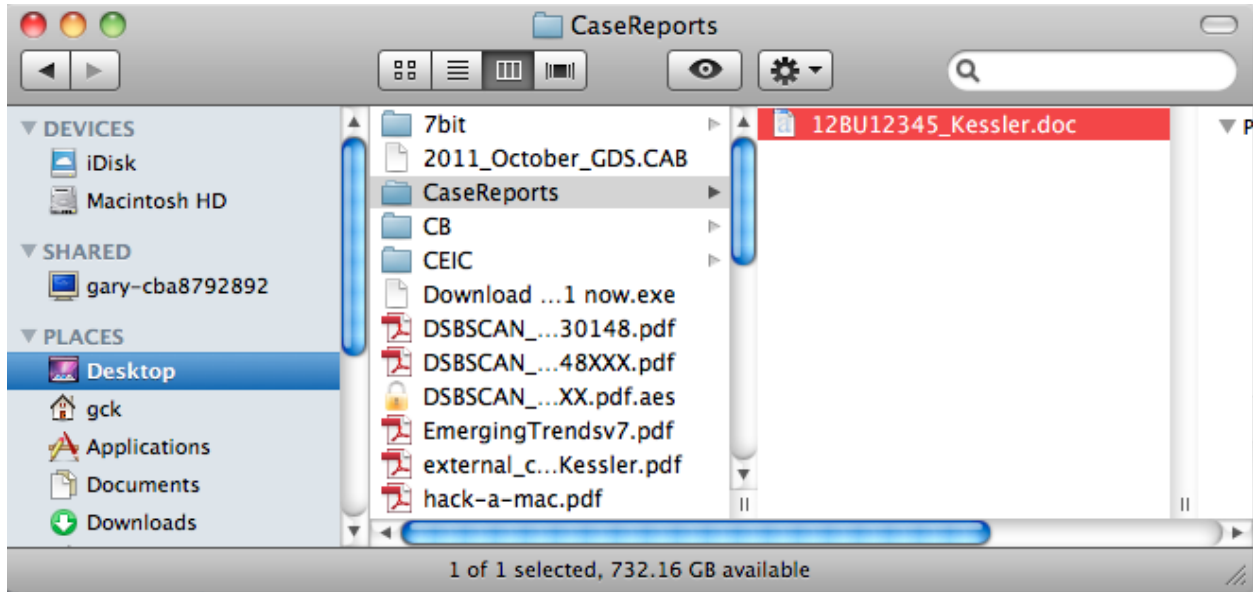 CaseReports
DEVICES
iDisk
Macintosh HD
SHARED
gary-cba8792892
PLACES
Desktop
gck
Applications
Documents
Downloads
7bit
2011_October_GDS.CAB
CaseReports
CB
CEIC
Download ...1 now.exe
DSBSCAN_...30148.pdf
DSBSCAN_...48XXX.pdf
DSBSCAN_...XX.pdf.aes
EmergingTrendsv7.pdf
external_c...Kessler.pdf
hack-a-mac.pdf
12BU12345_Kessler.doc
P
1 of 1 selected, 732.16 GB available